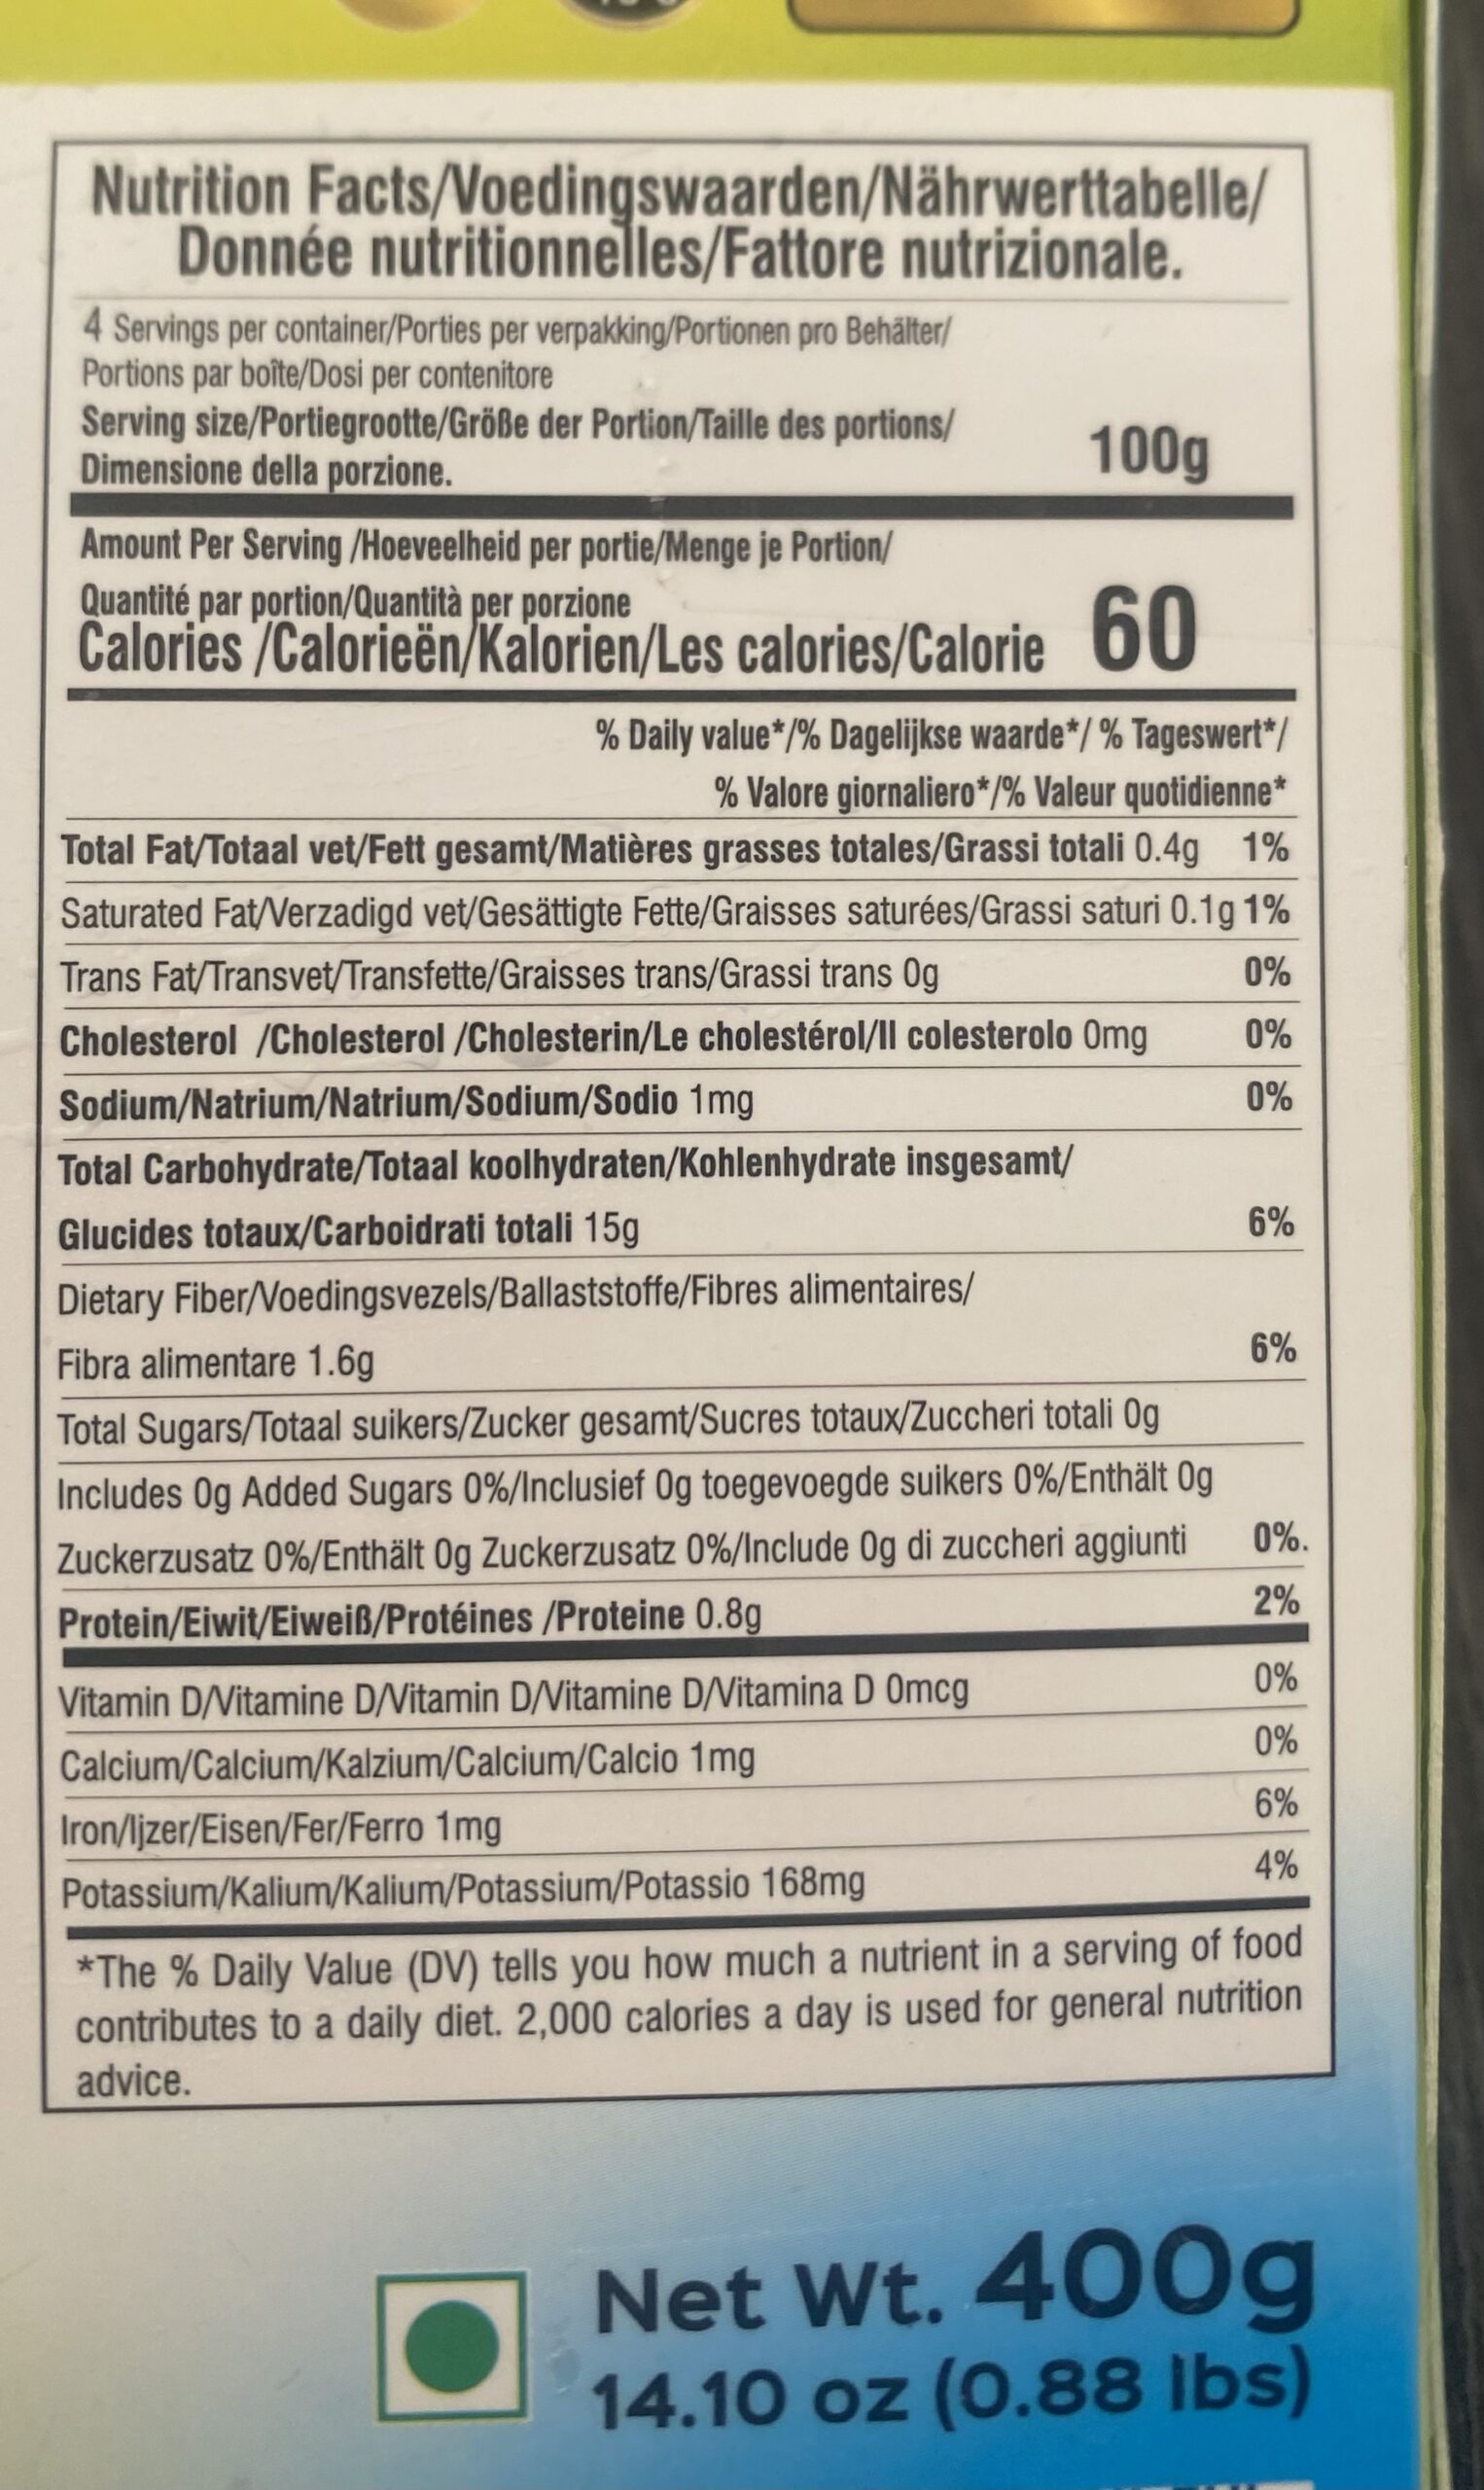 Nutrition Facts/Voedingswaarden/Nährwerttabelle/
Donnée nutritionnelles/Fattore nutrizionale.
4 Servings per container/Porties per verpakking/Portionen pro Behälter/
Portions par boîte/Dosi per contenitore
Serving size/Portiegrootte/Größe der Portion/Taille des portions/
Dimensione della porzione. 100g
Amount Per Serving /Hoeveelheid per portie/Menge je Portion/
Quantité par portion/Quantità per porzione
Calories /Calorieën/Kalorien/Les calories/Calorie 60
% Daily value*/% Dagelijkse waarde*/ % Tageswert*/
% Valore giornaliero*/% Valeur quotidienne*
Total Fat/Totaal vet/Fett gesamt/Matières grasses totales/Grassi totali 0.4g 1%
Saturated Fat/Verzadigd vet/Gesättigte Fette/Graisses saturées/Grassi saturi 0.1g 1%
Trans Fat/Transvet/Transfette/Graisses trans/Grassi trans 0g 0%
Cholesterol /Cholesterol /Cholesterin/Le cholestérol/Il colesterolo 0mg 0%
Sodium/Natrium/Natrium/Sodium/Sodio 1mg 0%
Total Carbohydrate/Totaal koolhydraten/Kohlenhydrate insgesamt/
Glucides totaux/Carboidrati totali 15g 6%
Dietary Fiber/Voedingsvezels/Ballaststoffe/Fibres alimentaires/
Fibra alimentare 1.6g 6%
Total Sugars/Totaal suikers/Zucker gesamt/Sucres totaux/Zuccheri totali 0g
Includes 0g Added Sugars 0%/Inclusief 0g toegevoegde suikers 0%/Enthält 0g
Zuckerzusatz 0%/Enthält 0g Zuckerzusatz 0%/Include 0g di zuccheri aggiunti 0%.
Protein/Eiwit/Eiweiß/Protéines /Proteine 0.8g 2%
Vitamin D/Vitamine D/Vitamin D/Vitamine D/Vitamina D 0mcg 0%
Calcium/Calcium/Kalzium/Calcium/Calcio 1mg 0%
Iron/Ijzer/Eisen/Fer/Ferro 1mg 6%
Potassium/Kalium/Kalium/Potassium/Potassio 168mg 4%
*The % Daily Value (DV) tells you how much a nutrient in a serving of food
contributes to a daily diet. 2,000 calories a day is used for general nutrition
advice.
Net Wt. 400g
14.10 oz (0.88 lbs)